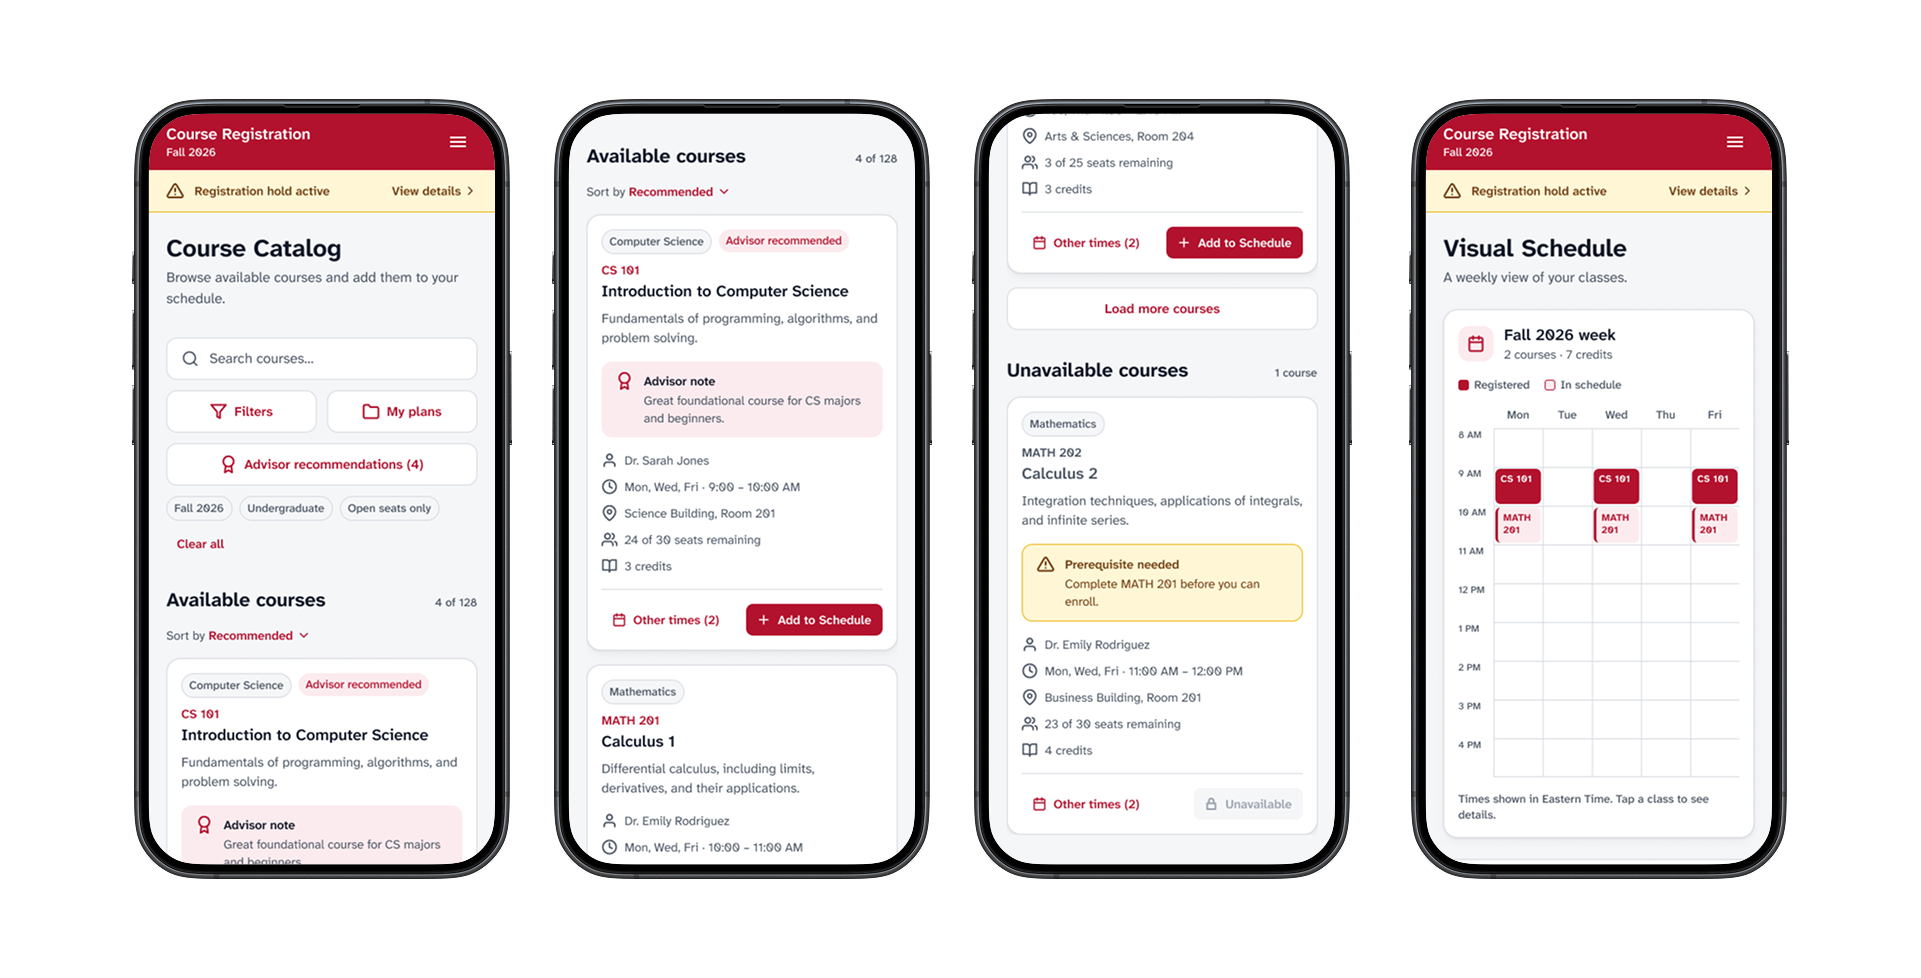 Course Registration
Fall 2026
Registration hold active
View details
Course Catalog
Browse available courses and add them to your
schedule.
Search courses...
Filters
My plans
Advisor recommendations (4)
Fall 2026
Undergraduate
Open seats only
Clear all
Available courses
4 of 128
Sort by Recommended
Computer Science
Advisor recommended
CS 101
Introduction to Computer Science
Fundamentals of programming, algorithms, and
problem solving.
Advisor note
Great foundational course for CS majors
and beginners.
Available courses
4 of 128
Sort by Recommended
Computer Science
Advisor recommended
CS 101
Introduction to Computer Science
Fundamentals of programming, algorithms, and
problem solving.
Advisor note
Great foundational course for CS majors
and beginners.
Dr. Sarah Jones
Mon, Wed, Fri · 9:00 – 10:00 AM
Science Building, Room 201
24 of 30 seats remaining
3 credits
Other times (2)
+ Add to Schedule
Mathematics
MATH 201
Calculus 1
Differential calculus, including limits,
derivatives, and their applications.
Dr. Emily Rodriguez
Mon, Wed, Fri · 10:00 – 11:00 AM
Arts & Sciences, Room 204
3 of 25 seats remaining
3 credits
Other times (2)
+ Add to Schedule
Load more courses
Unavailable courses
1 course
Mathematics
MATH 202
Calculus 2
Integration techniques, applications of integrals,
and infinite series.
Prerequisite needed
Complete MATH 201 before you can
enroll.
Dr. Emily Rodriguez
Mon, Wed, Fri · 11:00 AM – 12:00 PM
Business Building, Room 201
23 of 30 seats remaining
4 credits
Other times (2)
Unavailable
Course Registration
Fall 2026
Registration hold active
View details
Visual Schedule
A weekly view of your classes.
Fall 2026 week
2 courses · 7 credits
Registered
In schedule
Mon Tue Wed Thu Fri
8 AM
9 AM
CS 101 CS 101 CS 101
10 AM
MATH 201 MATH 201 MATH 201
11 AM
12 PM
1 PM
2 PM
3 PM
4 PM
Times shown in Eastern Time. Tap a class to see
details.